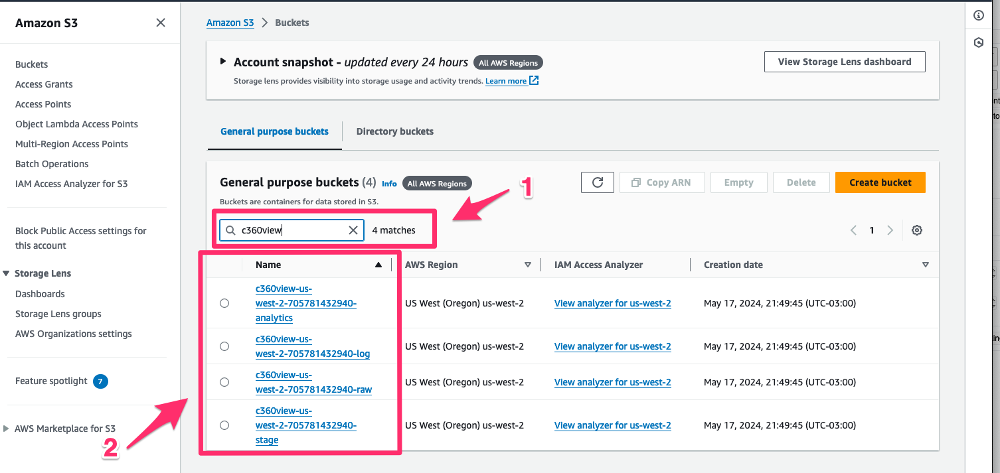 Amazon S3
Buckets
Access Grants
Access Points
Object Lambda Access Points
Multi-Region Access Points
Batch Operations
IAM Access Analyzer for S3
Block Public Access settings for
this account
Storage Lens
Dashboards
Storage Lens groups
AWS Organizations settings
Feature spotlight 7
AWS Marketplace for S3
Amazon S3 > Buckets
Account snapshot - updated every 24 hours All AWS Regions
View Storage Lens dashboard
Storage lens provides visibility into storage usage and activity trends. Learn more
General purpose buckets Directory buckets
General purpose buckets (4) Info All AWS Regions
Copy ARN Empty Delete Create bucket
Buckets are containers for data stored in S3.
1
c360view 4 matches
1
Name AWS Region IAM Access Analyzer Creation date
c360view-us-
west-2-705781432940-
analytics
US West (Oregon) us-west-2 View analyzer for us-west-2 May 17, 2024, 21:49:45 (UTC-03:00)
c360view-us-
west-2-705781432940-log
US West (Oregon) us-west-2 View analyzer for us-west-2 May 17, 2024, 21:49:45 (UTC-03:00)
c360view-us-
west-2-705781432940-raw
US West (Oregon) us-west-2 View analyzer for us-west-2 May 17, 2024, 21:49:45 (UTC-03:00)
c360view-us-
west-2-705781432940-
stage
US West (Oregon) us-west-2 View analyzer for us-west-2 May 17, 2024, 21:49:45 (UTC-03:00)
2